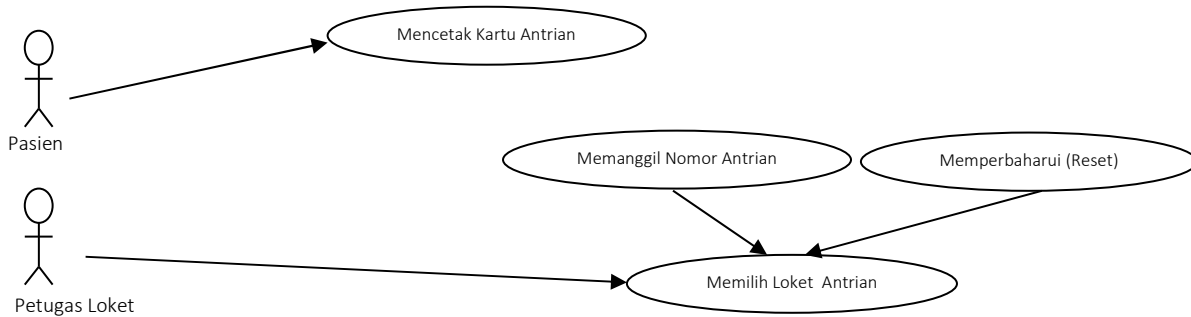 Mencetak Kartu Antrian
Pasien
Memanggil Nomor Antrian
Memperbaharui (Reset)
Memilih Loket  Antrian
Petugas Loket